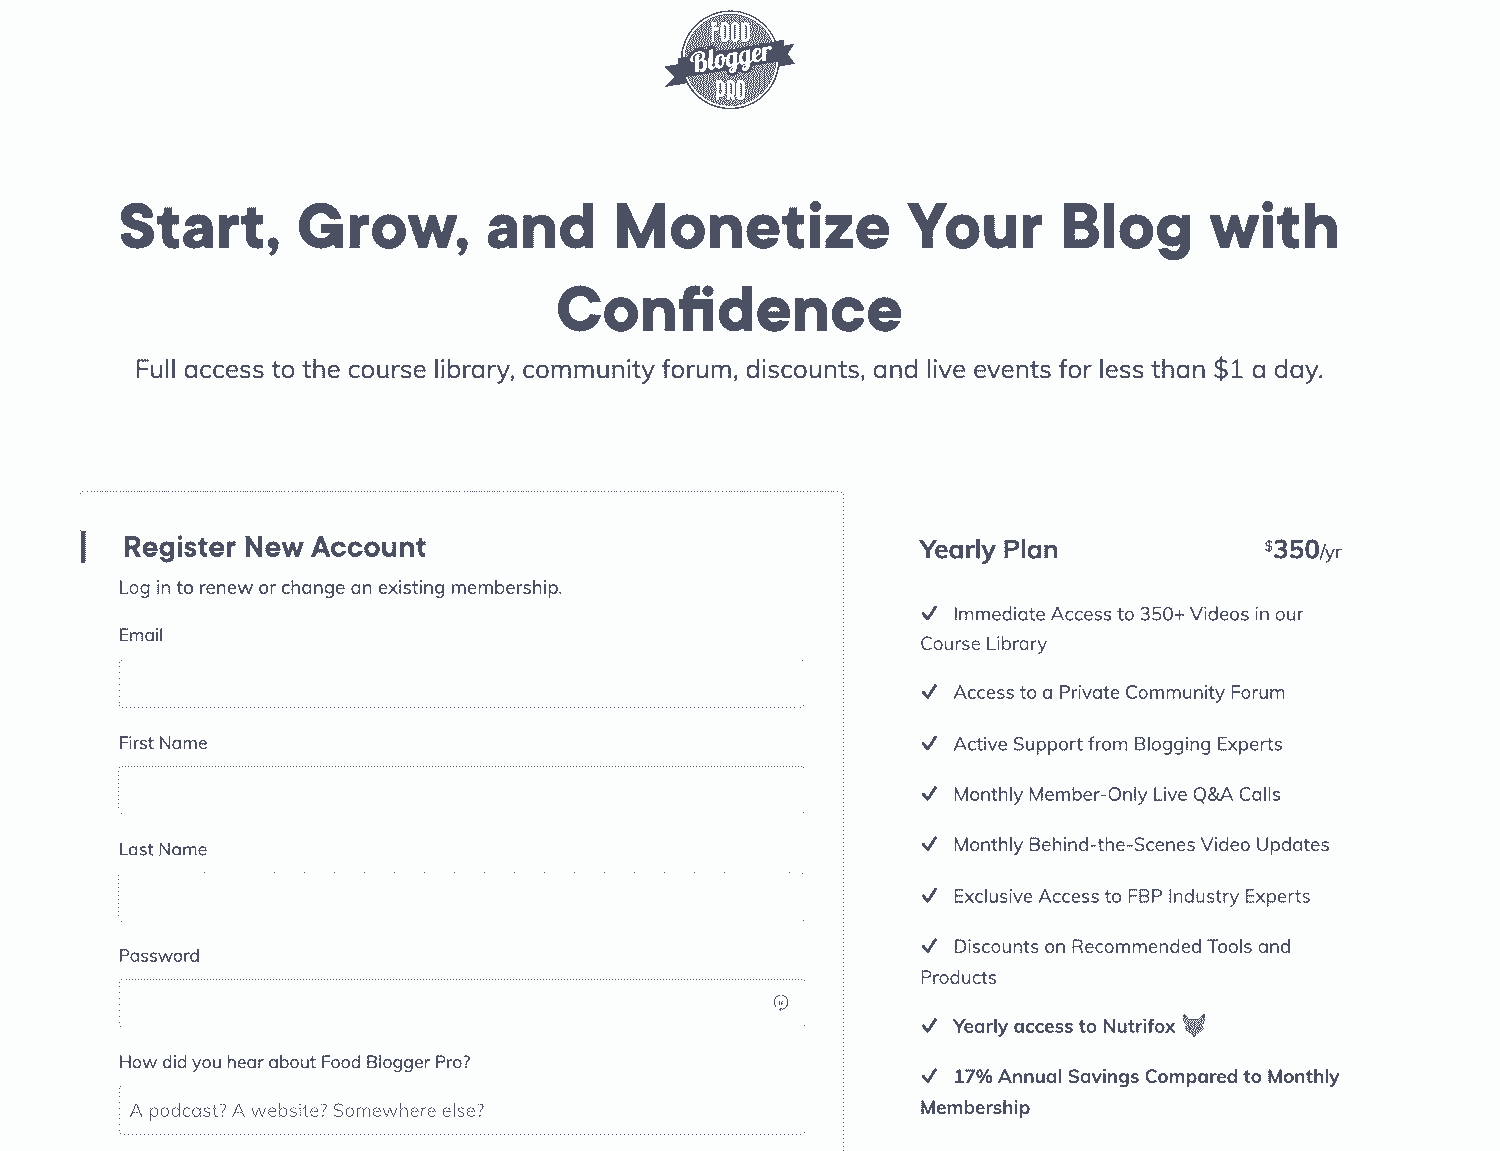 FOOD
Blogger
PRO
Start, Grow, and Monetize Your Blog with
Confidence
Full access to the course library, community forum, discounts, and live events for less than $1 a day.
Register New Account
Log in to renew or change an existing membership.
Email
First Name
Last Name
Password
How did you hear about Food Blogger Pro?
A podcast? A website? Somewhere else?
Yearly Plan $350/yr
✓ Immediate Access to 350+ Videos in our
Course Library
✓ Access to a Private Community Forum
✓ Active Support from Blogging Experts
✓ Monthly Member-Only Live Q&A Calls
✓ Monthly Behind-the-Scenes Video Updates
✓ Exclusive Access to FBP Industry Experts
✓ Discounts on Recommended Tools and
Products
✓ Yearly access to Nutrifox
✓ 17% Annual Savings Compared to Monthly
Membership